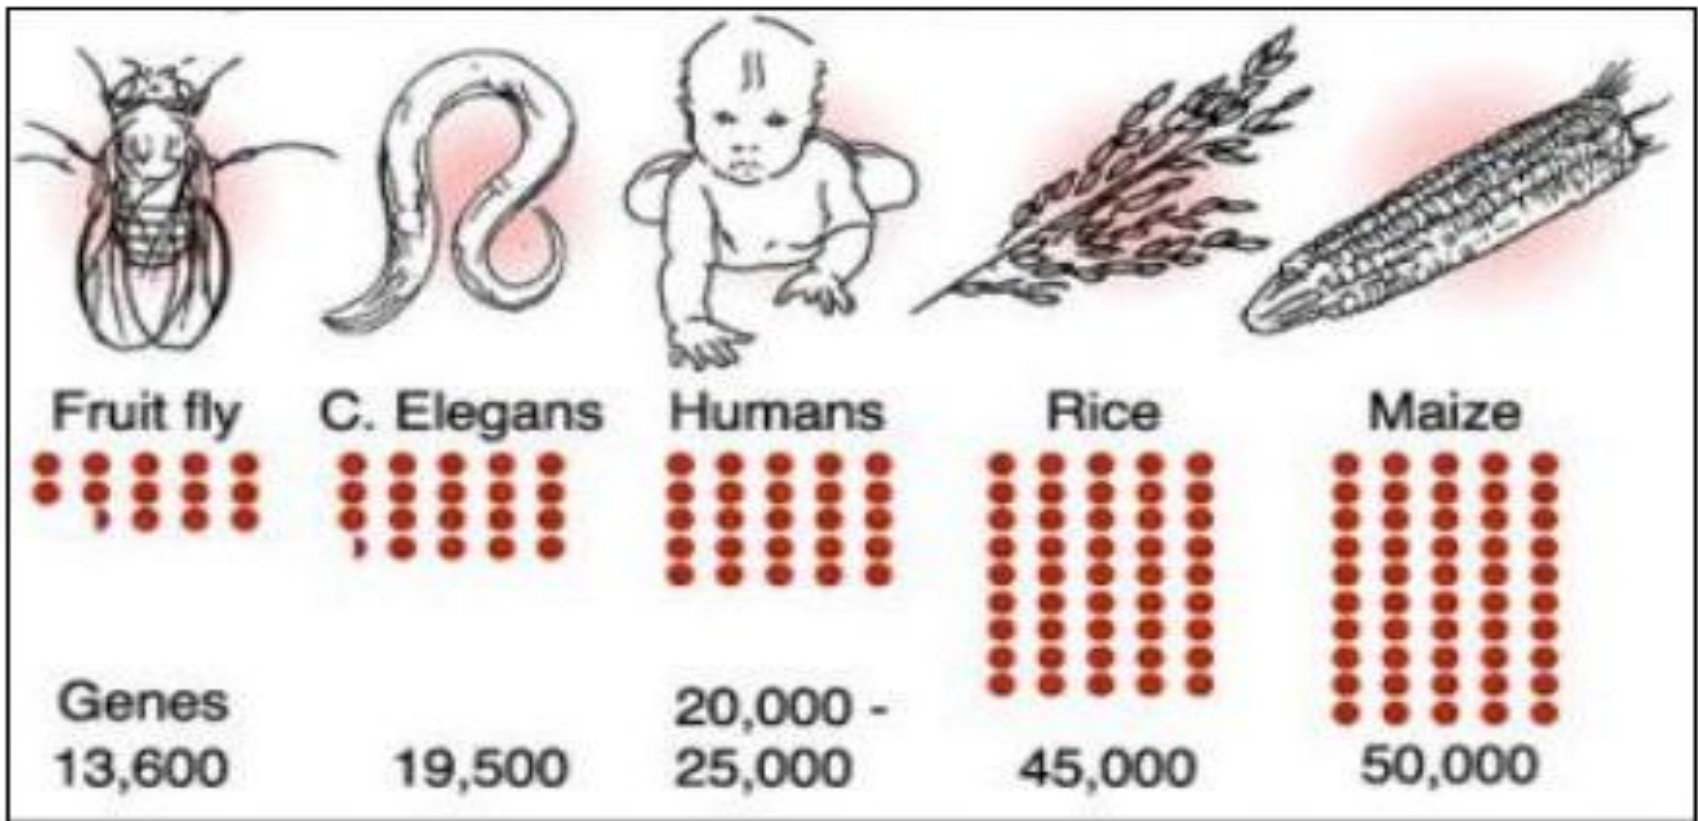 Fruit fly C. Elegans Humans Rice Maize
Genes 20,000 -
13,600 19,500 25,000 45,000 50,000